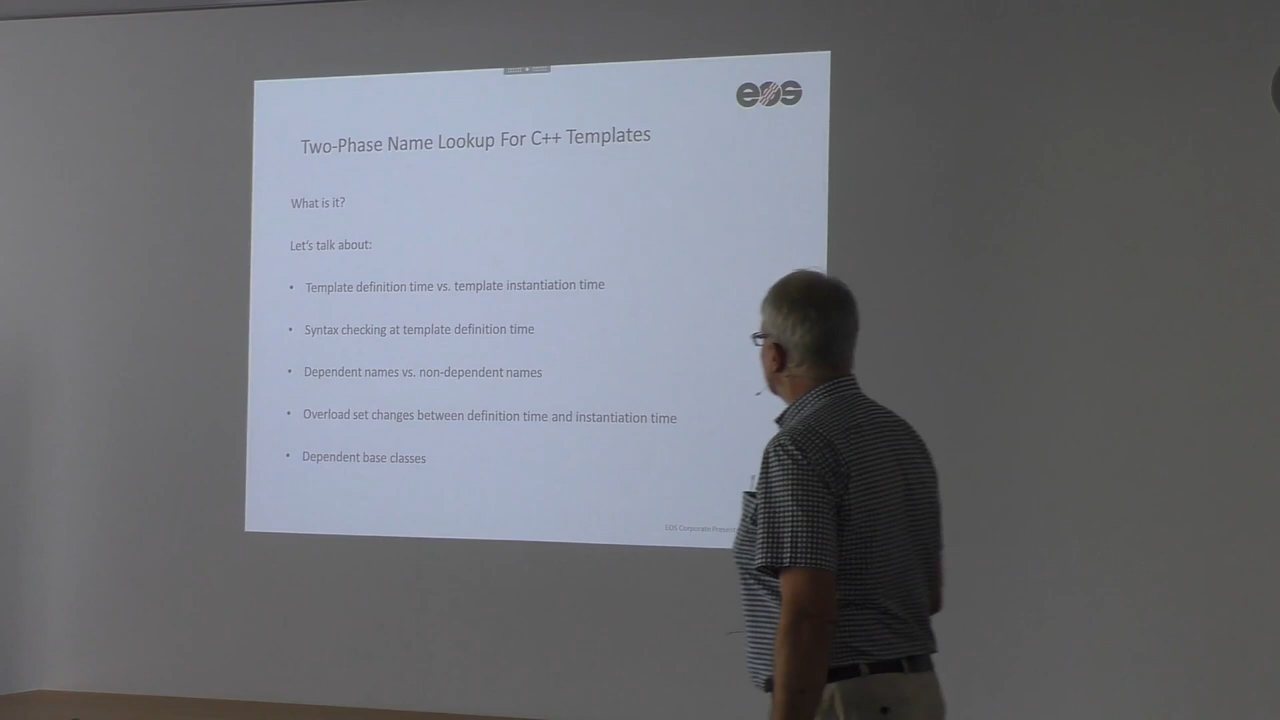 eos
Two-Phase Name Lookup For C++ Templates
What is it?
Let's talk about:
• Template definition time vs. template instantiation time
• Syntax checking at template definition time
• Dependent names vs. non-dependent names
• Overload set changes between definition time and instantiation time
• Dependent base classes
EOS Corporate